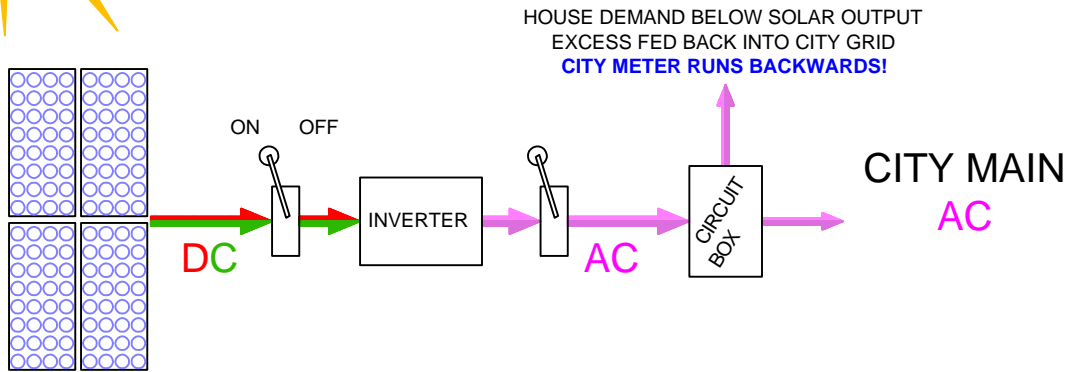 HOUSE DEMAND BELOW SOLAR OUTPUT
EXCESS FED BACK INTO CITY GRID
CITY METER RUNS BACKWARDS!
ON OFF
INVERTER
DC
AC
CIRCUIT
BOX
CITY MAIN
AC